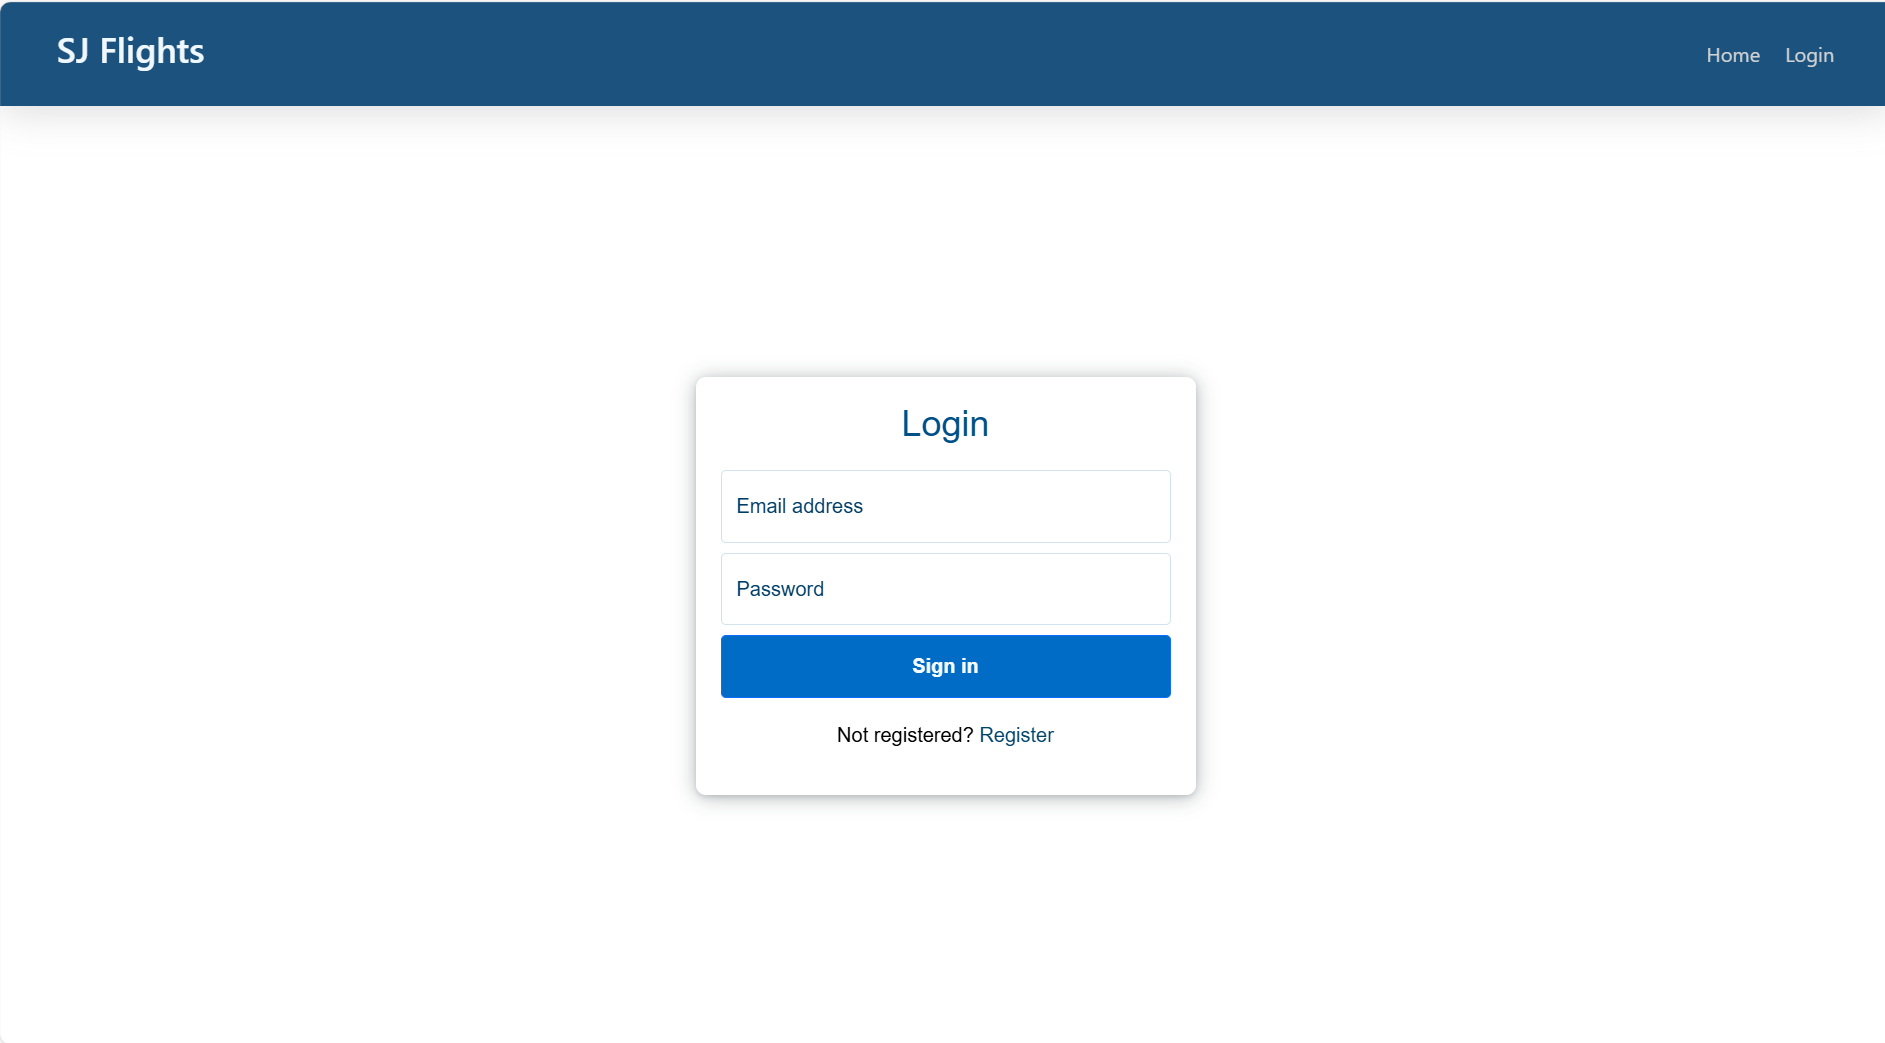 SJ Flights
Home Login
Login
Email address
Password
Sign in
Not registered? Register